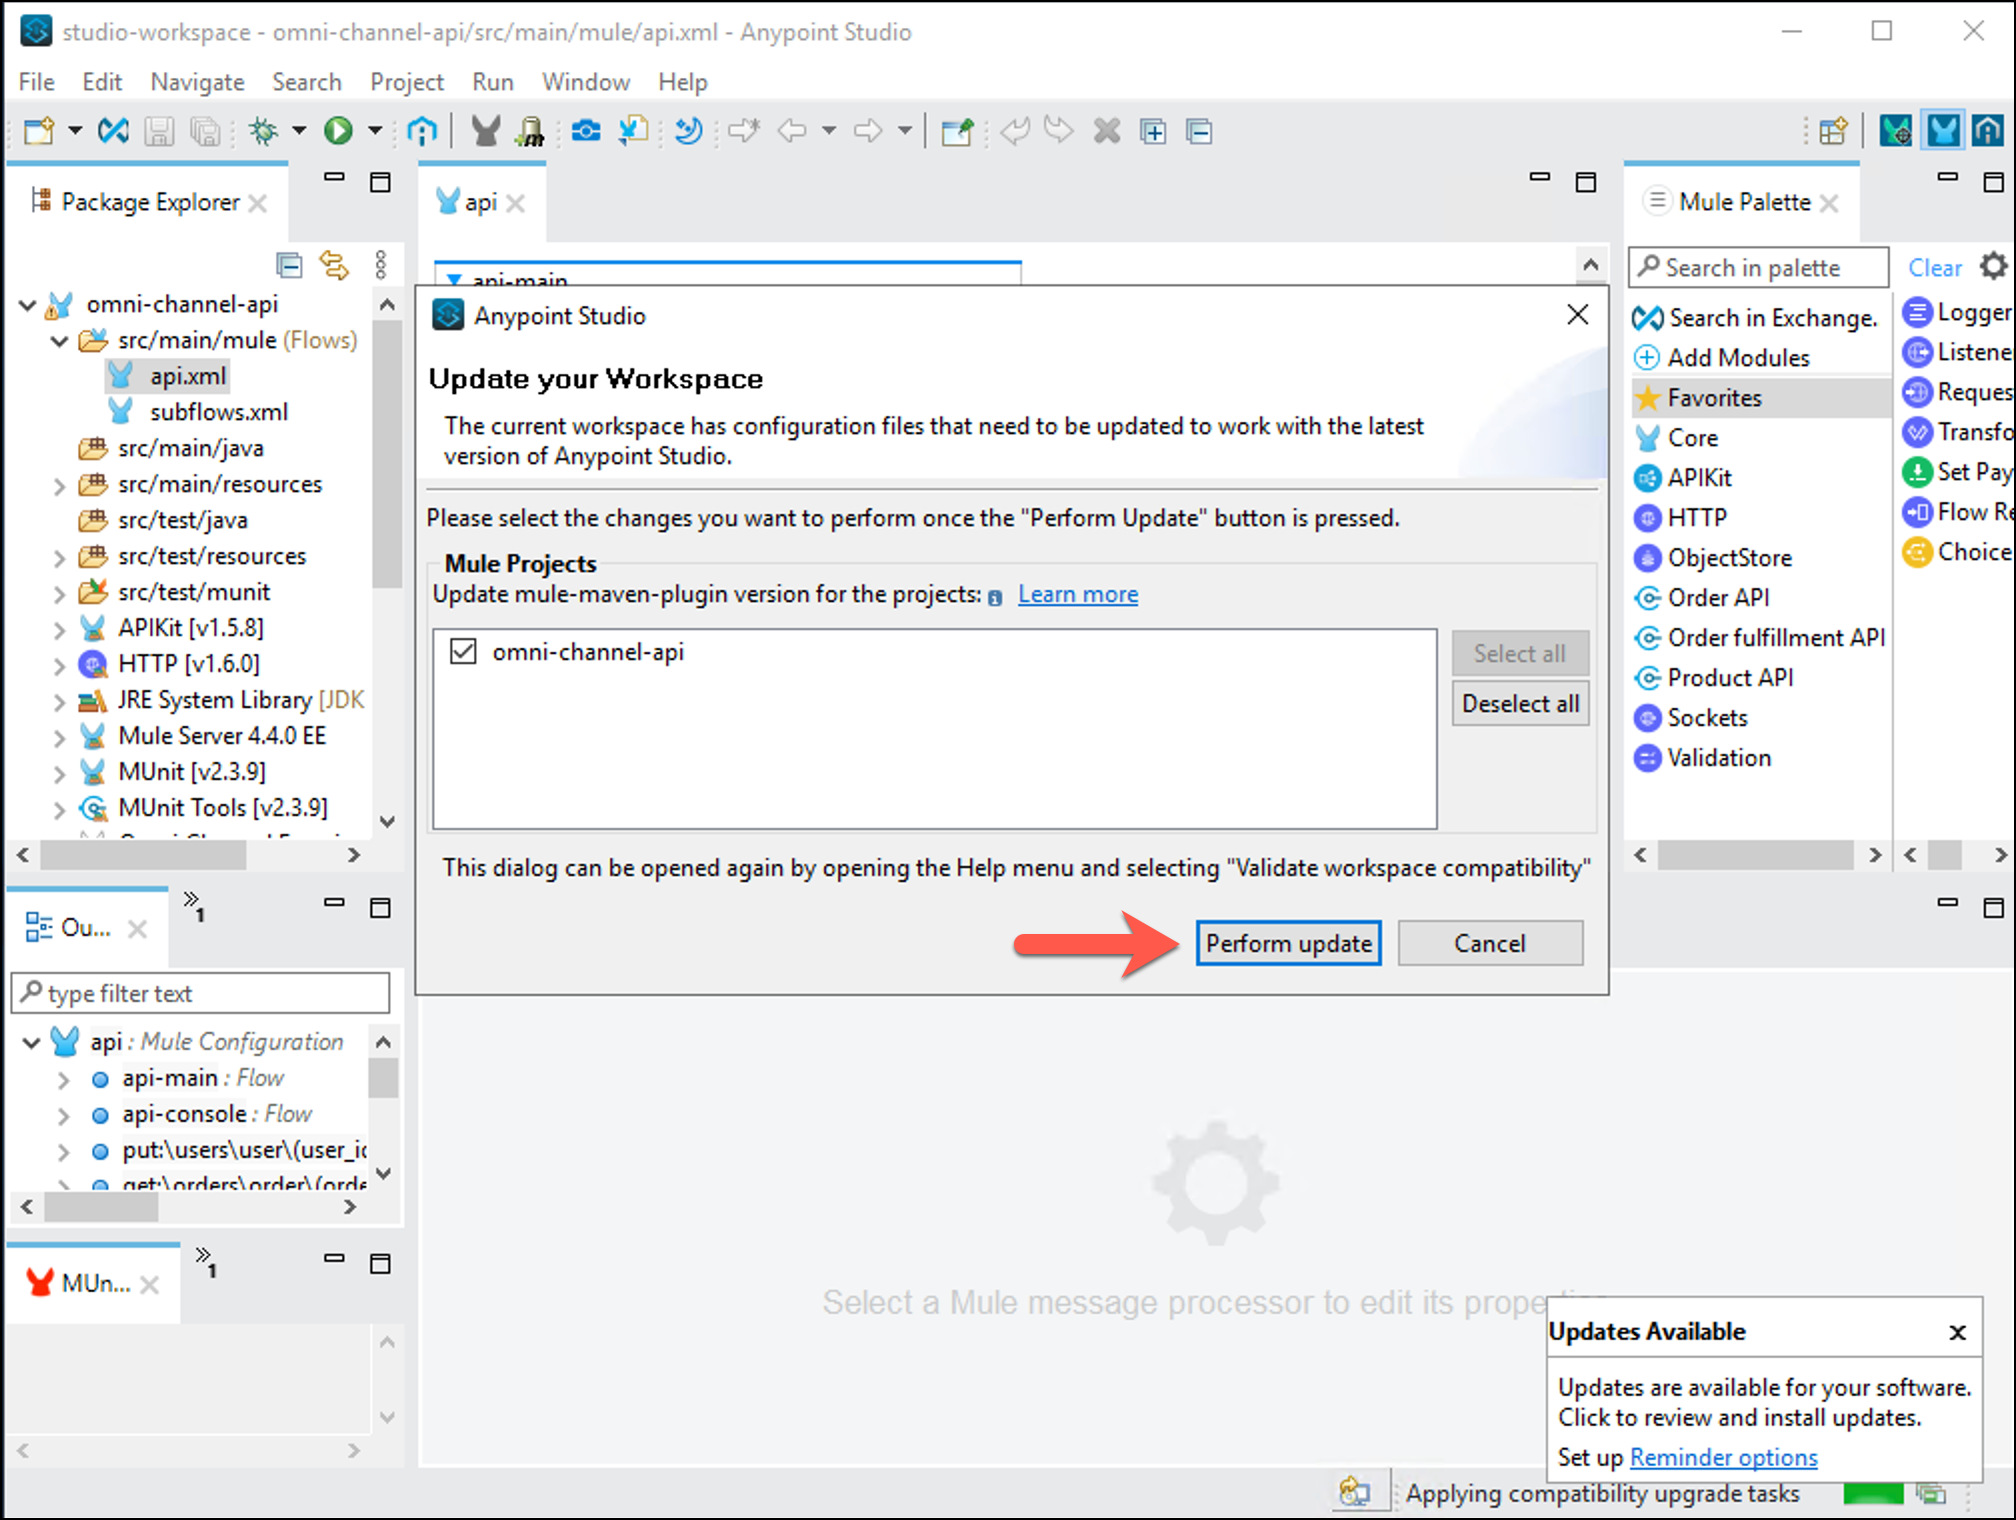 studio-workspace - omni-channel-api/src/main/mule/api.xml - Anypoint Studio
File Edit Navigate Search Project Run Window Help
Package Explorer
omni-channel-api
src/main/mule (Flows)
api.xml
subflows.xml
src/main/java
src/main/resources
src/test/java
src/test/resources
src/test/munit
APIKit [v1.5.8]
HTTP [v1.6.0]
JRE System Library [JDK
Mule Server 4.4.0 EE
MUnit [v2.3.9]
MUnit Tools [v2.3.9]
api
api-main
Anypoint Studio
Update your Workspace
The current workspace has configuration files that need to be updated to work with the latest
version of Anypoint Studio.
Please select the changes you want to perform once the "Perform Update" button is pressed.
Mule Projects
Update mule-maven-plugin version for the projects: Learn more
omni-channel-api
Select all
Deselect all
This dialog can be opened again by opening the Help menu and selecting "Validate workspace compatibility"
Perform update
Cancel
Mule Palette
Search in palette
Clear
Search in Exchange.
Add Modules
Favorites
Core
APIKit
HTTP
ObjectStore
Order API
Order fulfillment API
Product API
Sockets
Validation
Logger
Listene
Reques
Transfo
Set Pay
Flow Re
Choice
Ou...
1
type filter text
api : Mule Configuration
api-main : Flow
api-console : Flow
put:\users\user\(user_id
get:\orders\order\(orde
MUn...
1
Select a Mule message processor to edit its prope
Updates Available
x
Updates are available for your software.
Click to review and install updates.
Set up Reminder options
Applying compatibility upgrade tasks